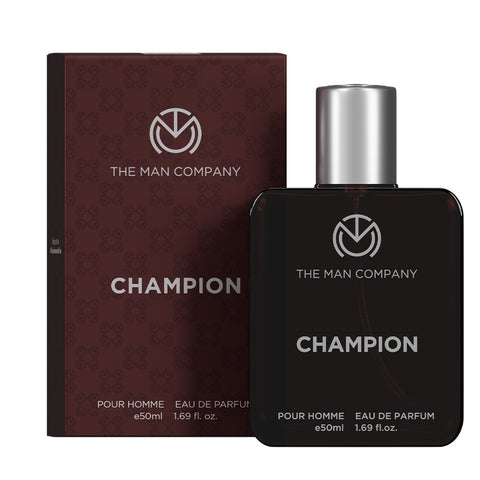 THE MAN COMPANY
CHAMPION
POUR HOMME EAU DE PARFUM
e50ml 1.69 fl. oz.
THE MAN COMPANY
CHAMPION
POUR HOMME EAU DE PARFUM
e50ml 1.69 fl. oz.